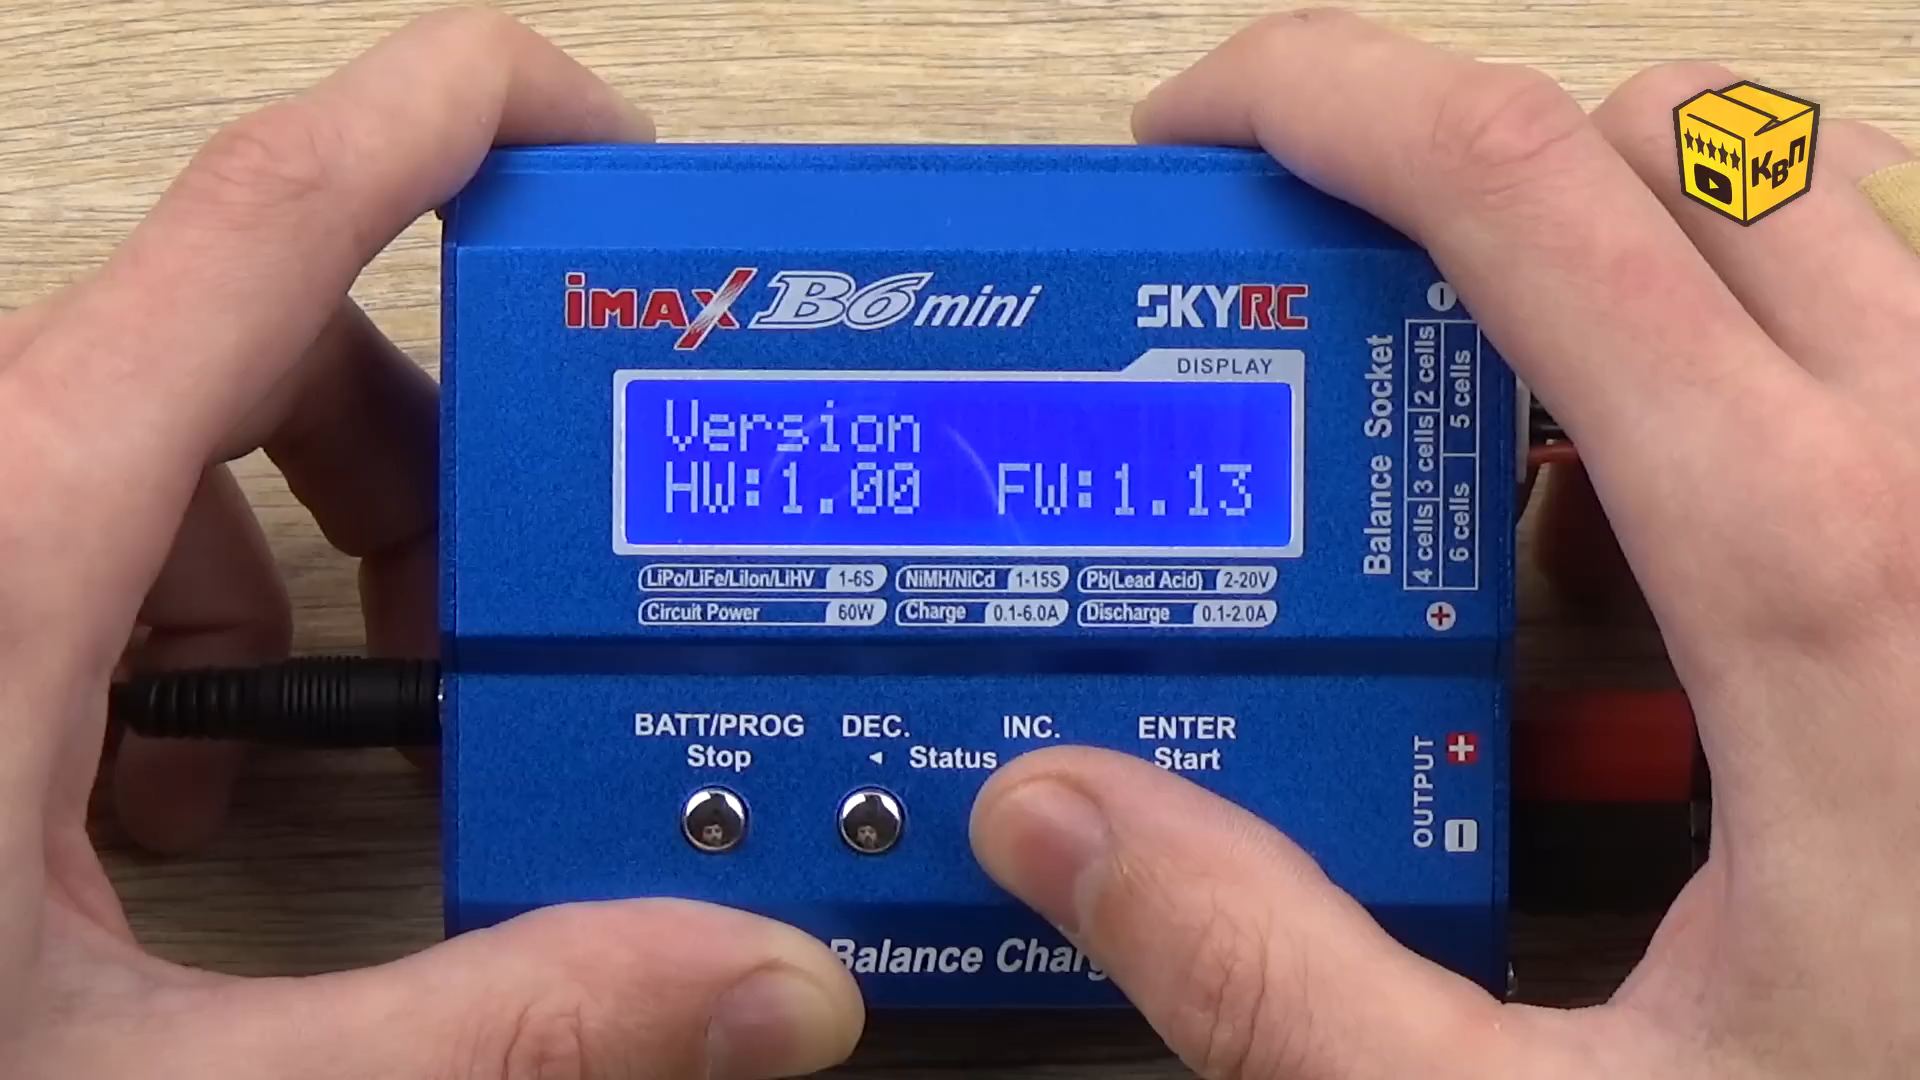 КВП
iMAX B6 mini
SKYRC
DISPLAY
Version
HW:1.00 FW:1.13
LiPo/LiFe/LiIon/LiHV 1-6S NiMH/NiCd 1-15S Pb(Lead Acid) 2-20V
Circuit Power 60W Charge 0.1-6.0A Discharge 0.1-2.0A
Balance Socket
4 cells 3 cells 2 cells
6 cells 5 cells
BATT/PROG DEC. INC. ENTER
Stop ◄ Status Start
OUTPUT
Balance Charg